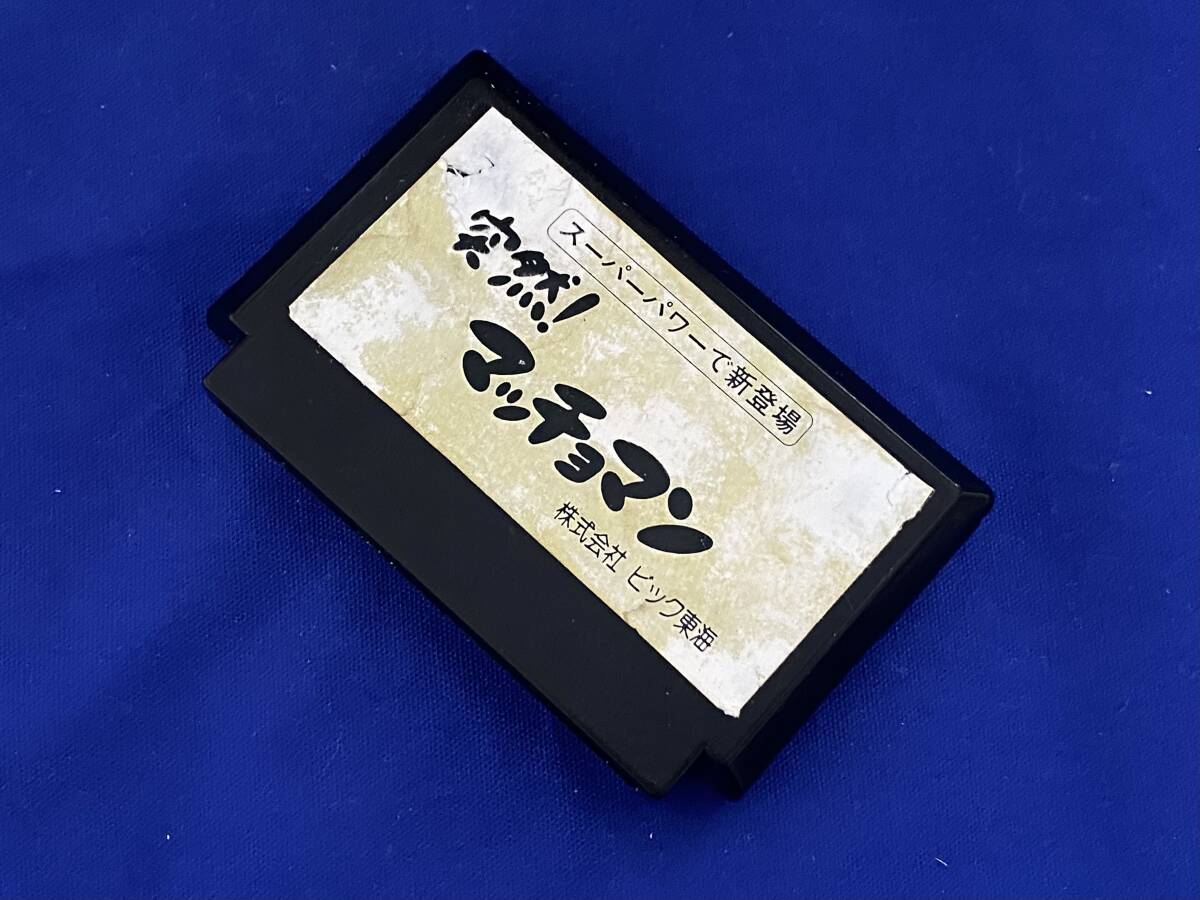 スーパーパワーで新登場
突然!
マッチョマン
株式会社 ビック東海